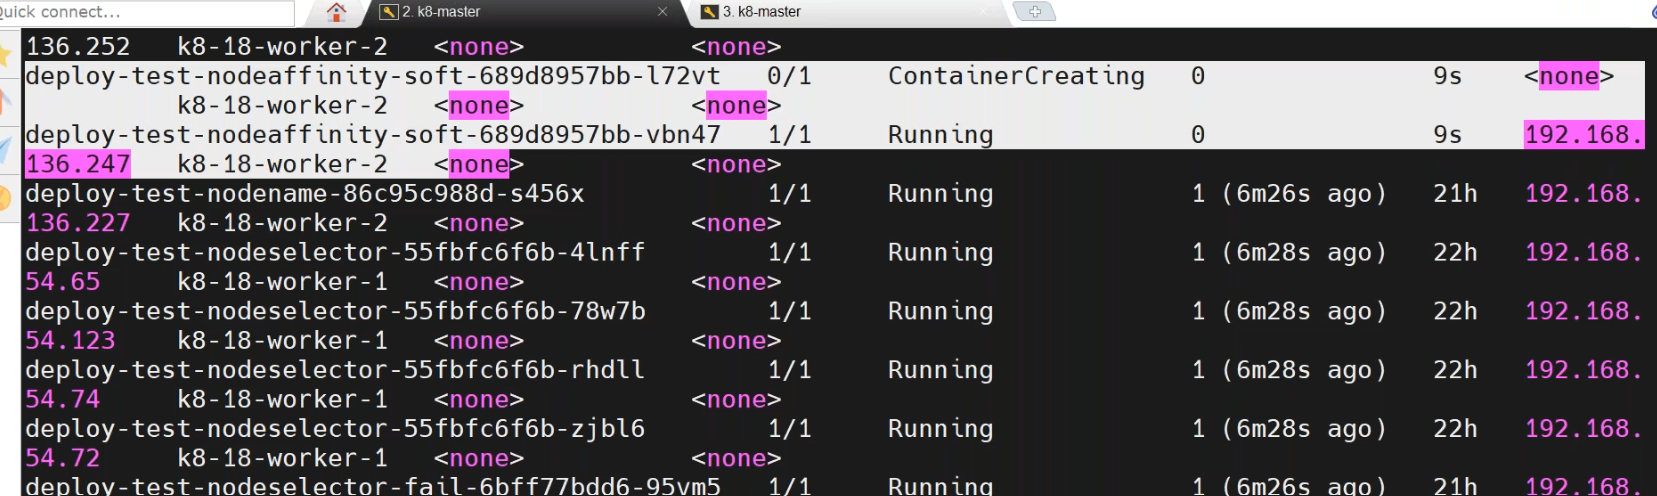 Quick connect...
2. k8-master
3. k8-master
136.252 k8-18-worker-2 <none> <none>
deploy-test-nodeaffinity-soft-689d8957bb-l72vt 0/1 ContainerCreating 0 9s <none>
k8-18-worker-2 <none> <none>
deploy-test-nodeaffinity-soft-689d8957bb-vbn47 1/1 Running 0 9s 192.168.
136.247 k8-18-worker-2 <none> <none>
deploy-test-nodename-86c95c988d-s456x 1/1 Running 1 (6m26s ago) 21h 192.168.
136.227 k8-18-worker-2 <none> <none>
deploy-test-nodeselector-55fbfc6f6b-4lnff 1/1 Running 1 (6m28s ago) 22h 192.168.
54.65 k8-18-worker-1 <none> <none>
deploy-test-nodeselector-55fbfc6f6b-78w7b 1/1 Running 1 (6m28s ago) 22h 192.168.
54.123 k8-18-worker-1 <none> <none>
deploy-test-nodeselector-55fbfc6f6b-rhdll 1/1 Running 1 (6m28s ago) 22h 192.168.
54.74 k8-18-worker-1 <none> <none>
deploy-test-nodeselector-55fbfc6f6b-zjbl6 1/1 Running 1 (6m28s ago) 22h 192.168.
54.72 k8-18-worker-1 <none> <none>
deploy-test-nodeselector-fail-6bff77bdd6-95vm5 1/1 Running 1 (6m26s ago) 21h 192.168.